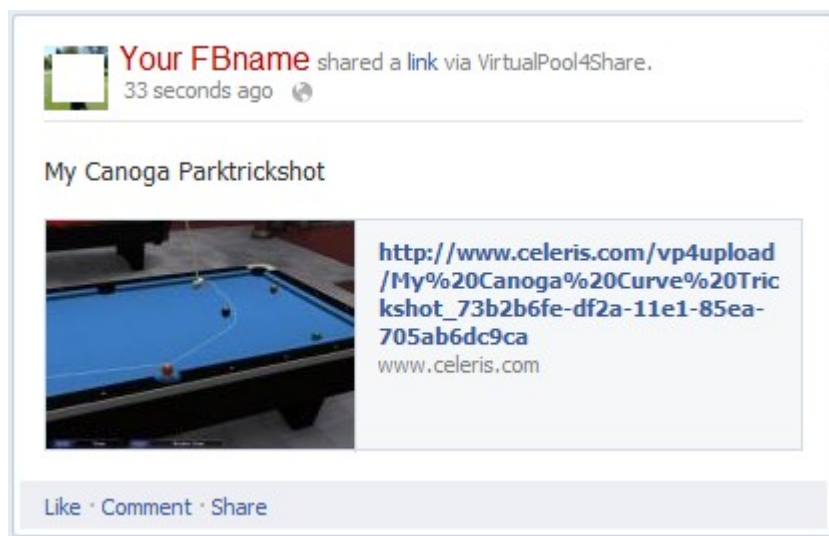 Your FBname shared a link via VirtualPool4Share.
33 seconds ago
My Canoga Parktrickshot
http://www.celeris.com/vp4upload
/My%20Canoga%20Curve%20Tric
kshot_73b2b6fe-df2a-11e1-85ea-
705ab6dc9ca
www.celeris.com
Like · Comment · Share